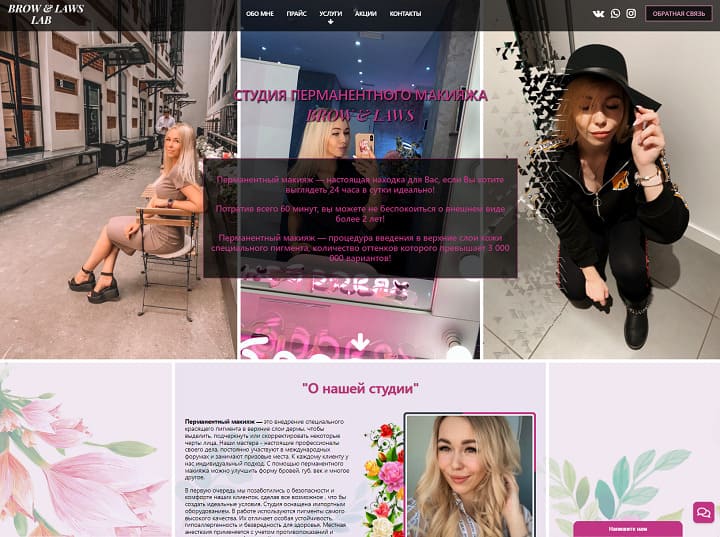 BROW & LAWS
LAB
ОБО МНЕ
ПРАЙС
УСЛУГИ
АКЦИИ
КОНТАКТЫ
ОБРАТНАЯ СВЯЗЬ
СТУДИЯ ПЕРМАНЕНТНОГО МАКИЯЖА
BROW & LAWS
Перманентный макияж — настоящая находка для Вас, если Вы хотите
выглядеть 24 часа в сутки идеально!
Потратив всего 60 минут, вы можете не беспокоиться о внешнем виде
более 2 лет!
Перманентный макияж — процедура введения в верхние слои кожи
специального пигмента, количество оттенков которого превышает 3 000
000 вариантов!
"О нашей студии"
Перманентный макияж — это внедрение специального
красящего пигмента в верхние слои дермы, чтобы
выделить, подчеркнуть или скорректировать некоторые
черты лица. Наши мастера - настоящие профессионалы
своего дела, постоянно участвуют в международных
форумах и занимают призовые места. К каждому клиенту у
нас индивидуальный подход. С помощью перманентного
макияжа можно улучшить форму бровей, губ, век и многое
другое.
В первую очередь мы позаботились о безопасности и
комфорте наших клиентов, сделав все возможное , что бы
создать идеальные условия. Студия оснащена импортным
оборудованием. В работе используются пигменты самого
высокого качества. Их отличает особая устойчивость,
гипоаллергенность и безвредность для здоровья. Местная
анестезия применяется с учетом противопоказаний и
Напишите нам